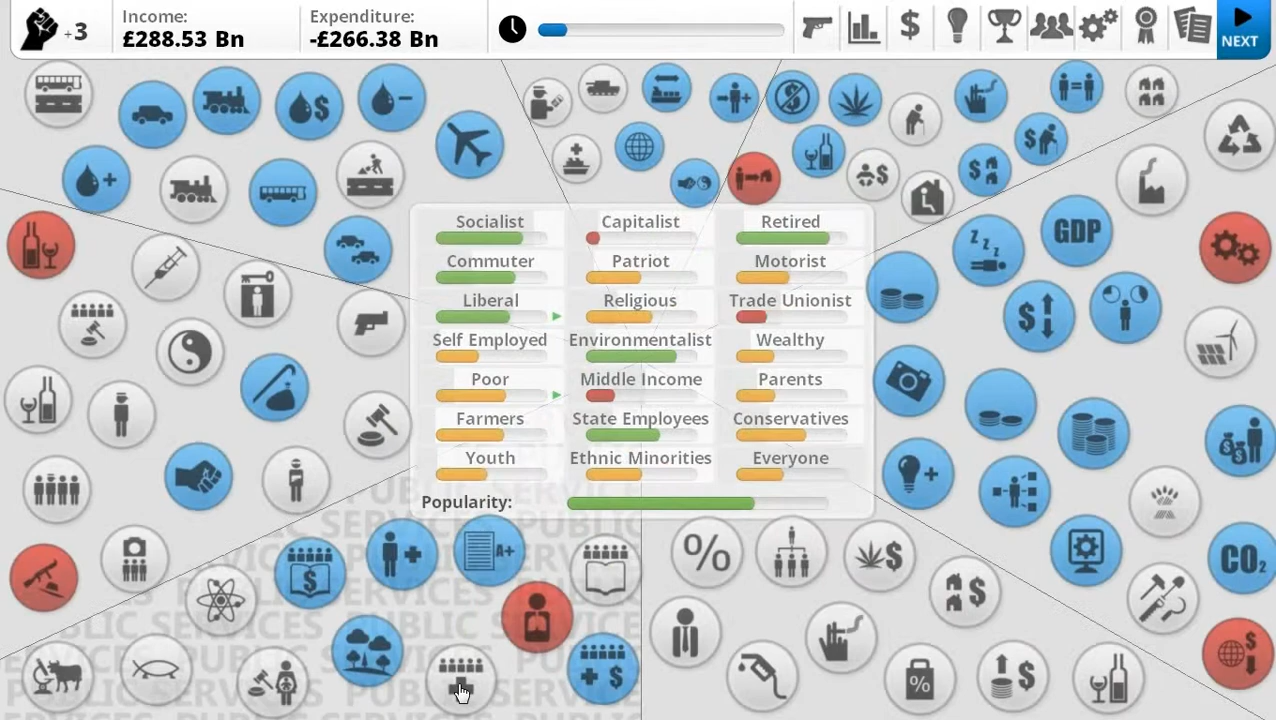 Income: Expenditure:
+3 £288.53 Bn -£266.38 Bn
NEXT
GDP
Socialist Capitalist Retired
Commuter Patriot Motorist
Liberal Religious Trade Unionist
Self Employed Environmentalist Wealthy
Poor Middle Income Parents
Farmers State Employees Conservatives
Youth Ethnic Minorities Everyone
Popularity:
A+
CO₂
PUBLIC SERVICES